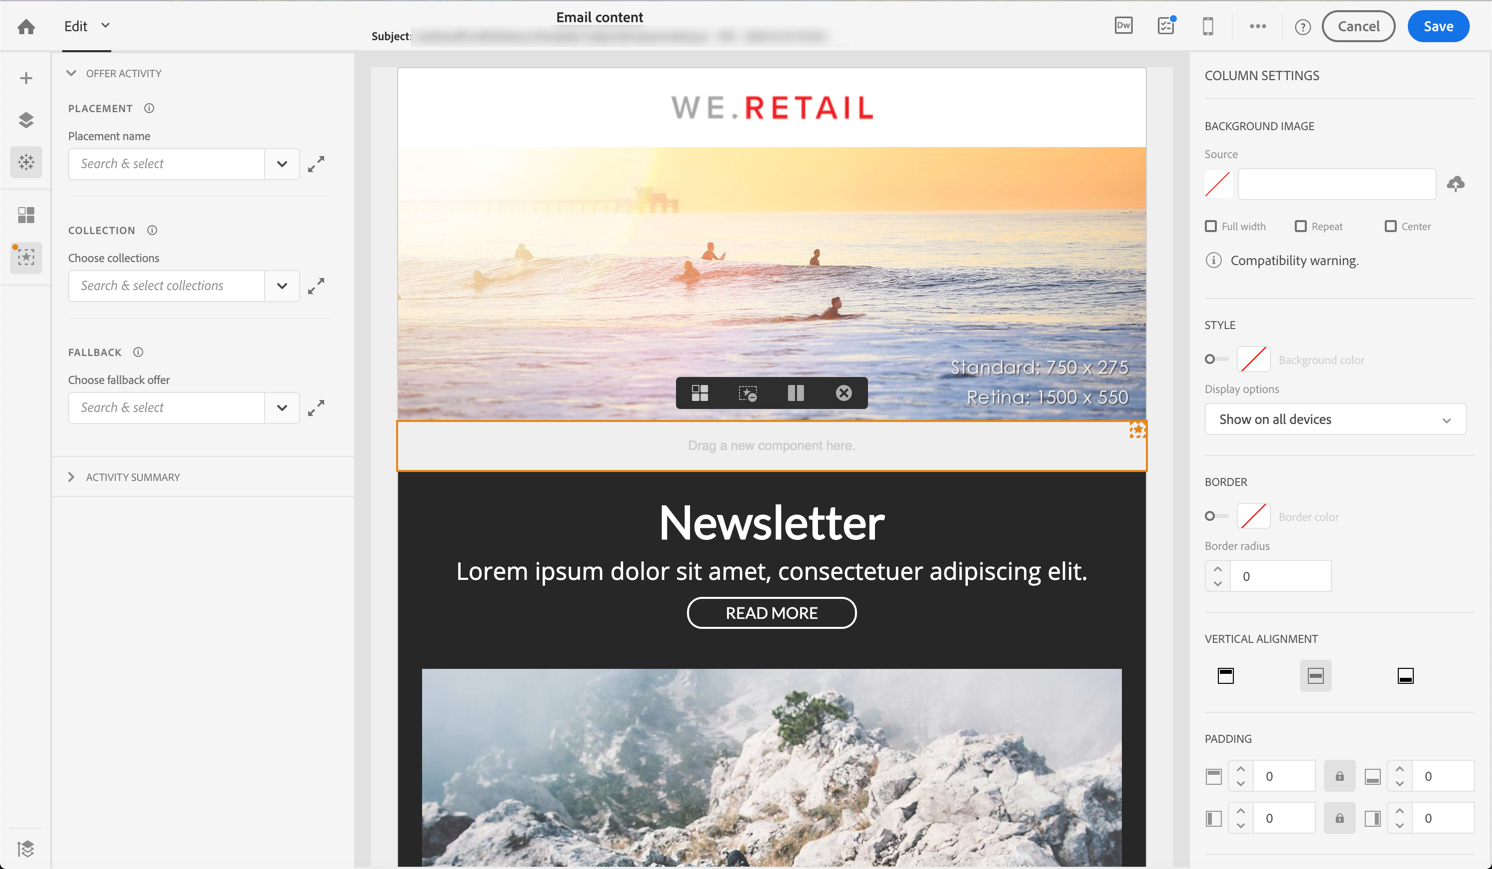 Edit
Email content
Subject:
Dw
Cancel
Save
OFFER ACTIVITY
PLACEMENT
Placement name
Search & select
COLLECTION
Choose collections
Search & select collections
FALLBACK
Choose fallback offer
Search & select
ACTIVITY SUMMARY
WE.RETAIL
Standard: 750 x 275
Retina: 1500 x 550
Drag a new component here.
Newsletter
Lorem ipsum dolor sit amet, consectetuer adipiscing elit.
READ MORE
COLUMN SETTINGS
BACKGROUND IMAGE
Source
Full width
Repeat
Center
Compatibility warning.
STYLE
Background color
Display options
Show on all devices
BORDER
Border color
Border radius
0
VERTICAL ALIGNMENT
PADDING
0
0
0
0